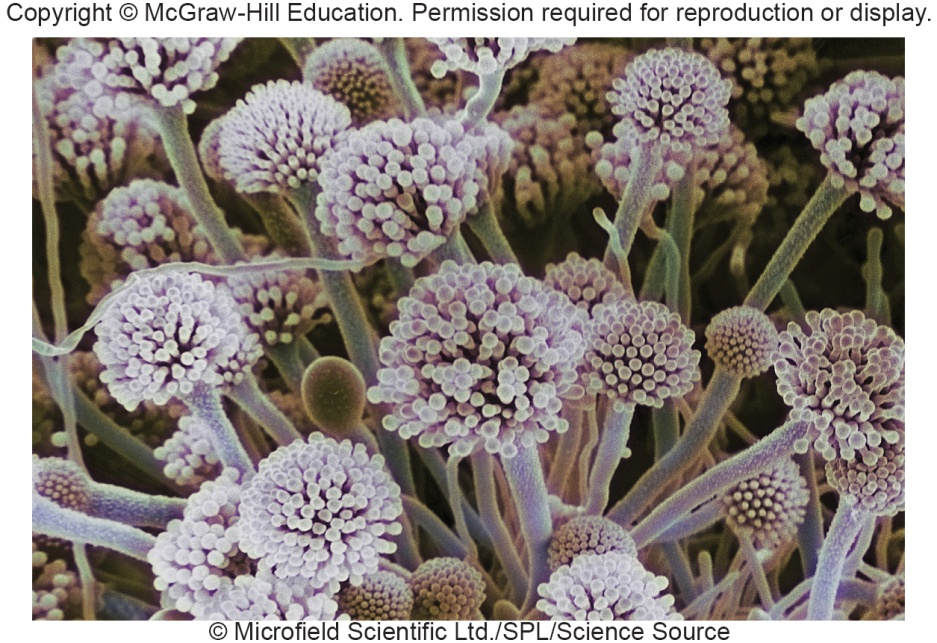 Copyright © McGraw-Hill Education. Permission required for reproduction or display.
© Microfield Scientific Ltd./SPL/Science Source